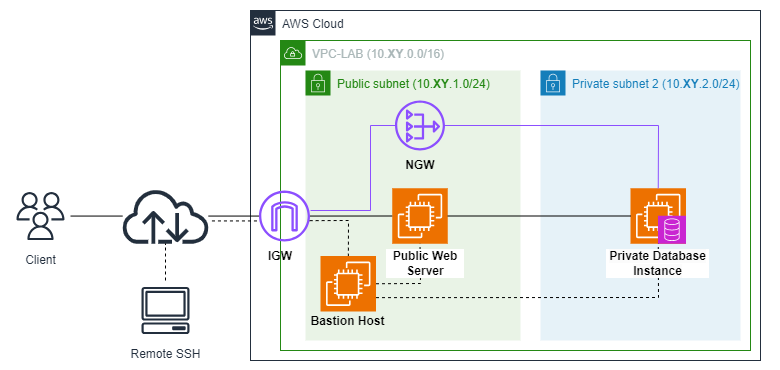 aws
AWS Cloud
VPC-LAB (10.XY.0.0/16)
Public subnet (10.XY.1.0/24)
Private subnet 2 (10.XY.2.0/24)
NGW
Client
IGW
Public Web
Server
Private Database
Instance
Bastion Host
Remote SSH